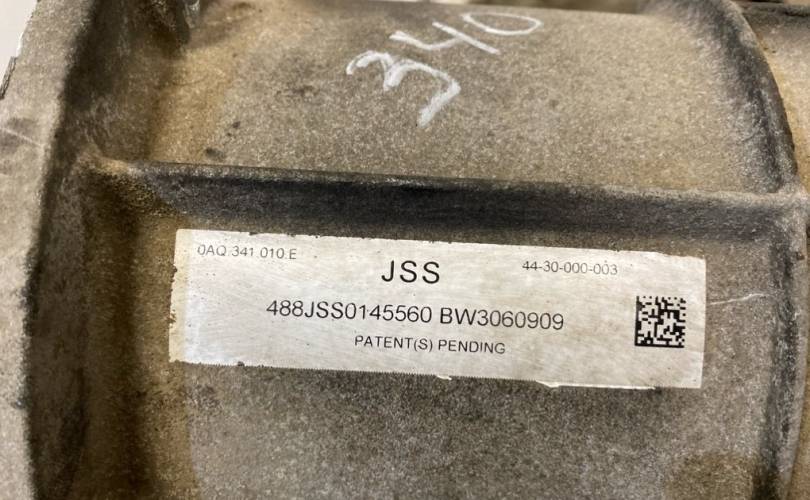 340
0AQ 341 010 E
JSS
44-30-000-003
488JSS0145560 BW3060909
PATENT(S) PENDING